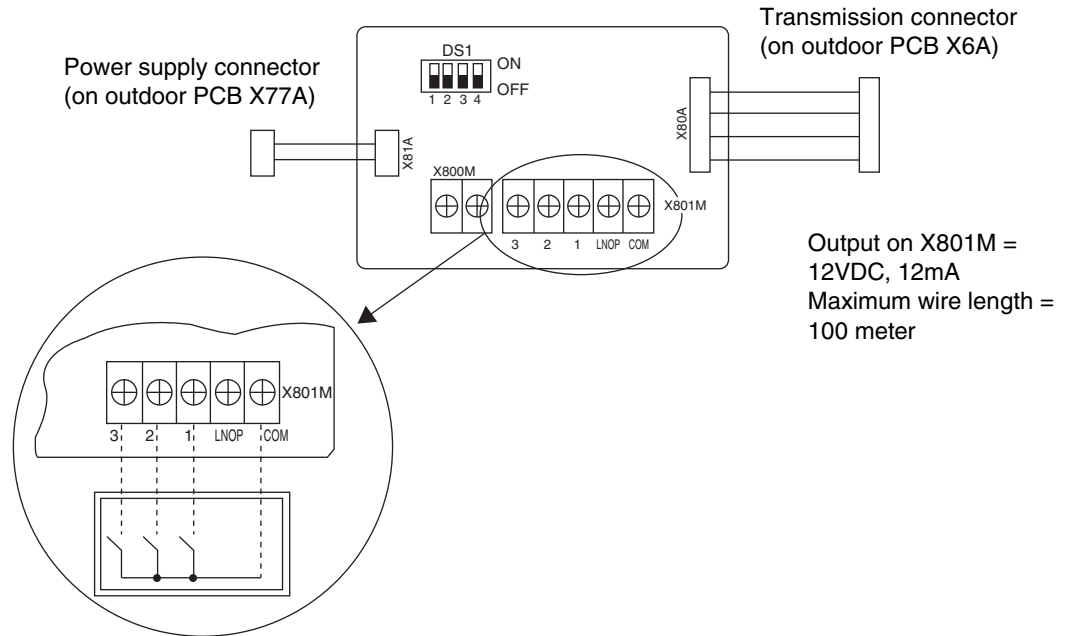 Transmission connector
(on outdoor PCB X6A)
Power supply connector
(on outdoor PCB X77A)
DS1
ON
OFF
1 2 3 4
X81A
X80A
X800M
X801M
3 2 1 LNOP COM
Output on X801M =
12VDC, 12mA
Maximum wire length =
100 meter
X801M
3 2 1 LNOP COM